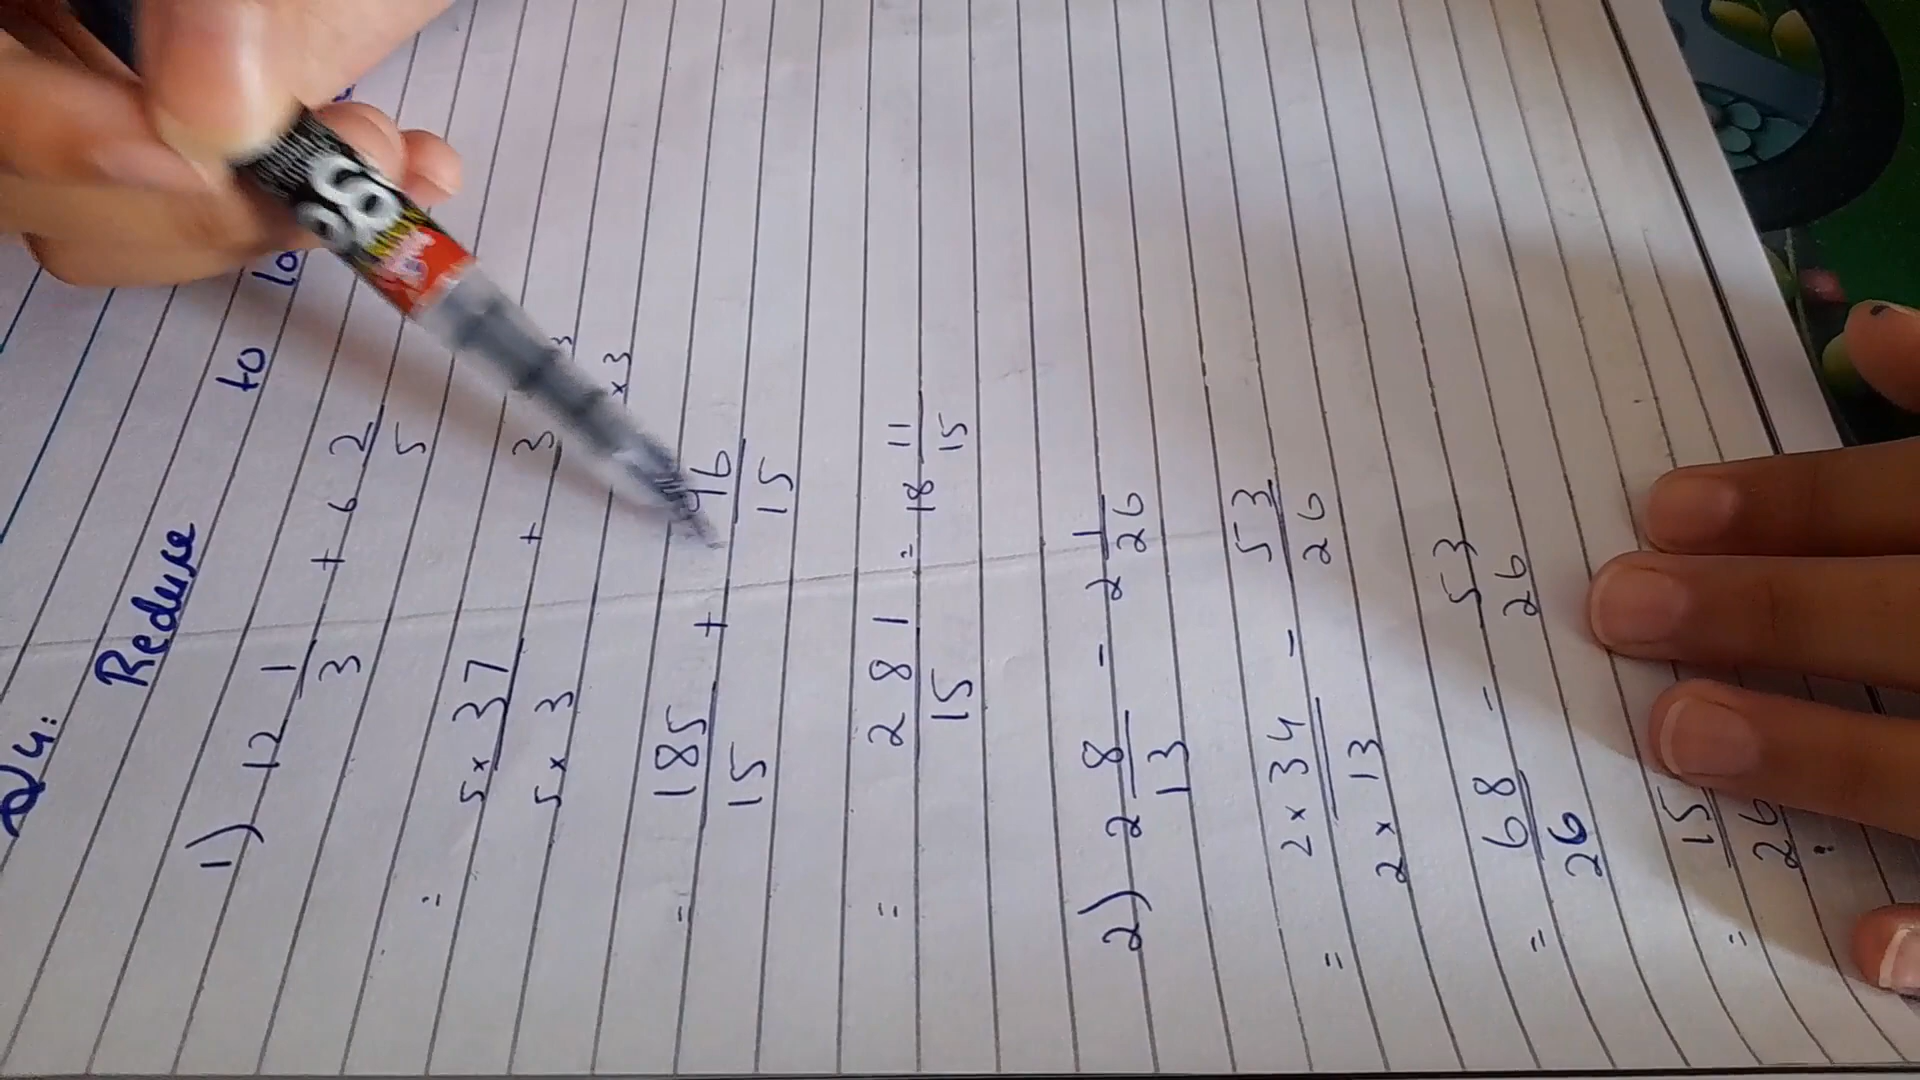 Q4:
Reduse to lo
1) 12 1/3 + 6 2/5
= 5×37/5×3 + 3
×3
= 185/15 + 96/15
= 281/15 = 18 11/15
2) 2 8/13 - 2 1/26
= 2×34/2×13 - 53/26
= 68/26 - 53/26
= 15/26